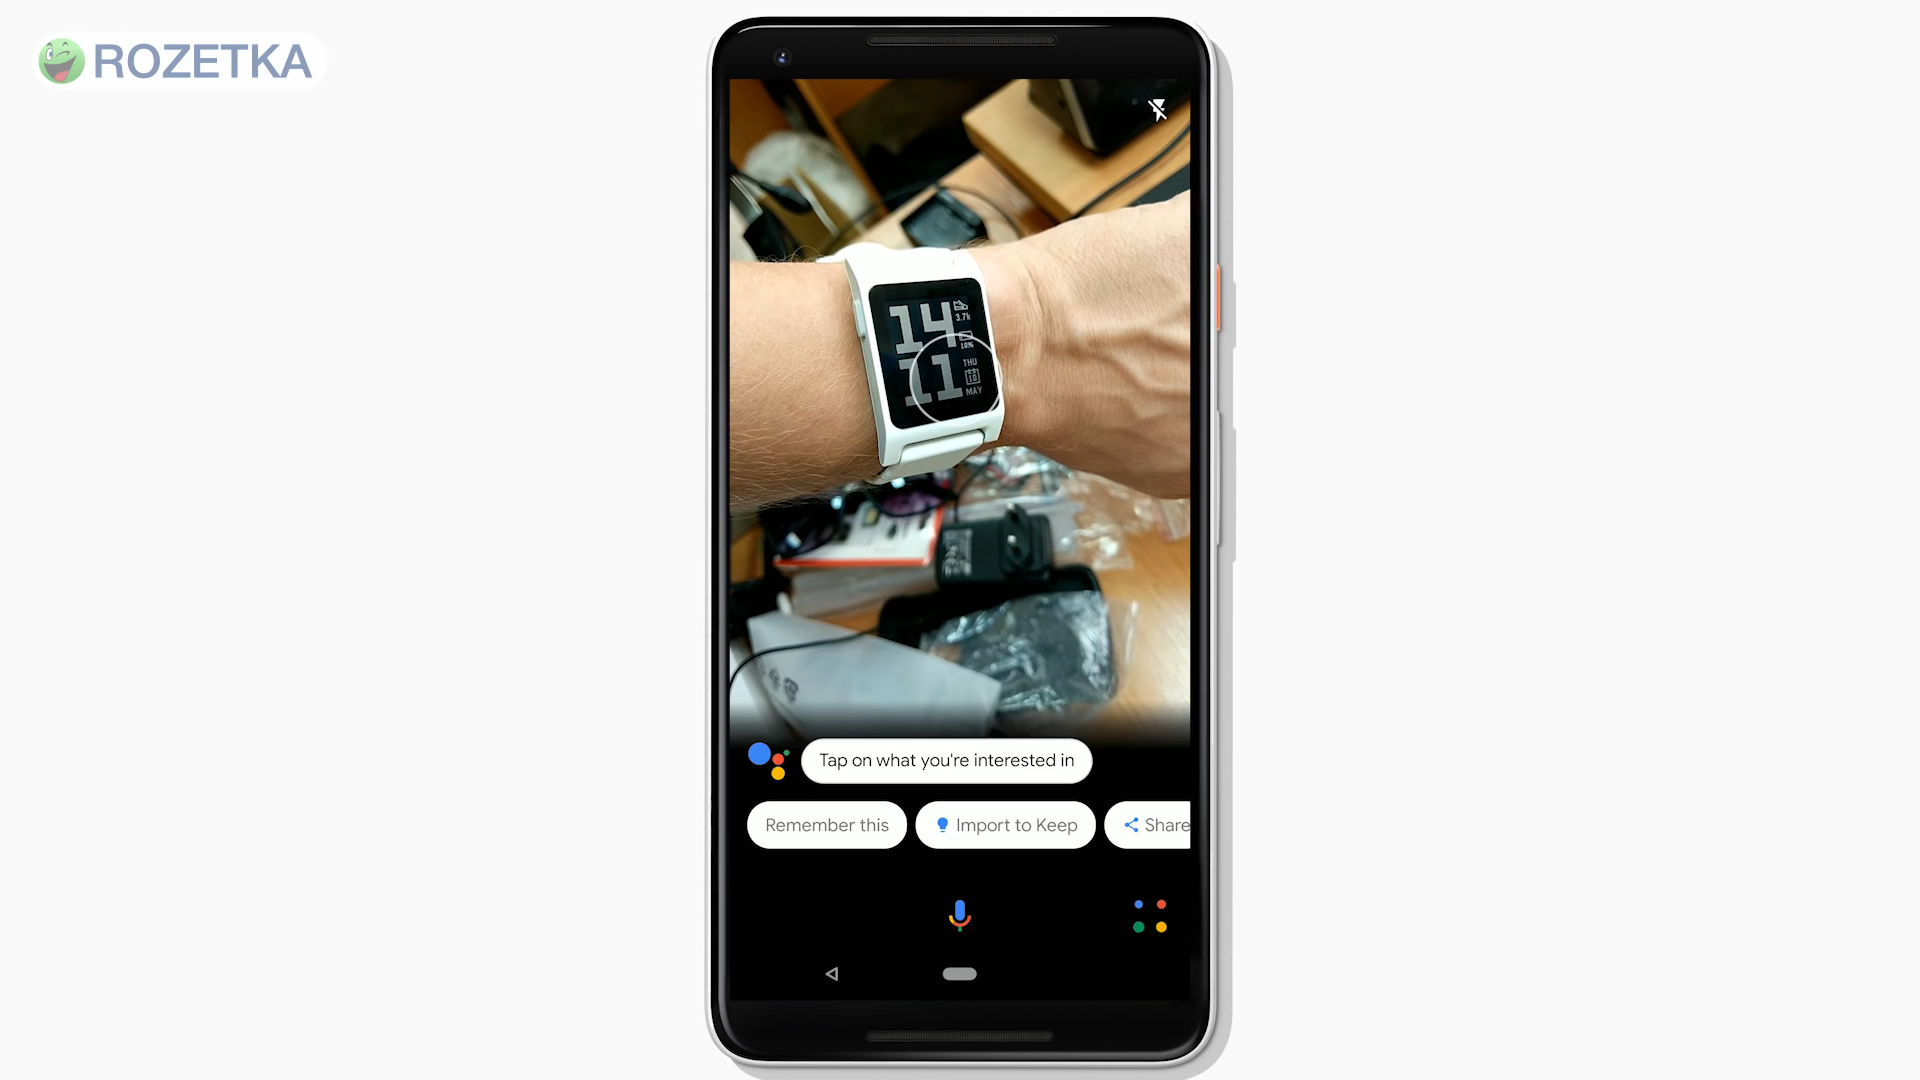 ROZETKA
14
3.7k
10%
11
THU
10
MAY
Tap on what you're interested in
Remember this
Import to Keep
Share